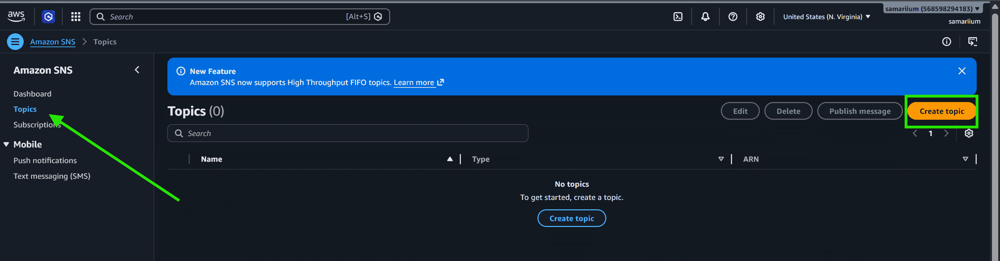 aws
Search [Alt+S]
United States (N. Virginia)
samariium (568598294183)
samariium
Amazon SNS
Topics
Amazon SNS
Dashboard
Topics
Subscriptions
Mobile
Push notifications
Text messaging (SMS)
New Feature
Amazon SNS now supports High Throughput FIFO topics. Learn more
Topics (0)
Edit
Delete
Publish message
Create topic
Search
1
Name
Type
ARN
No topics
To get started, create a topic.
Create topic